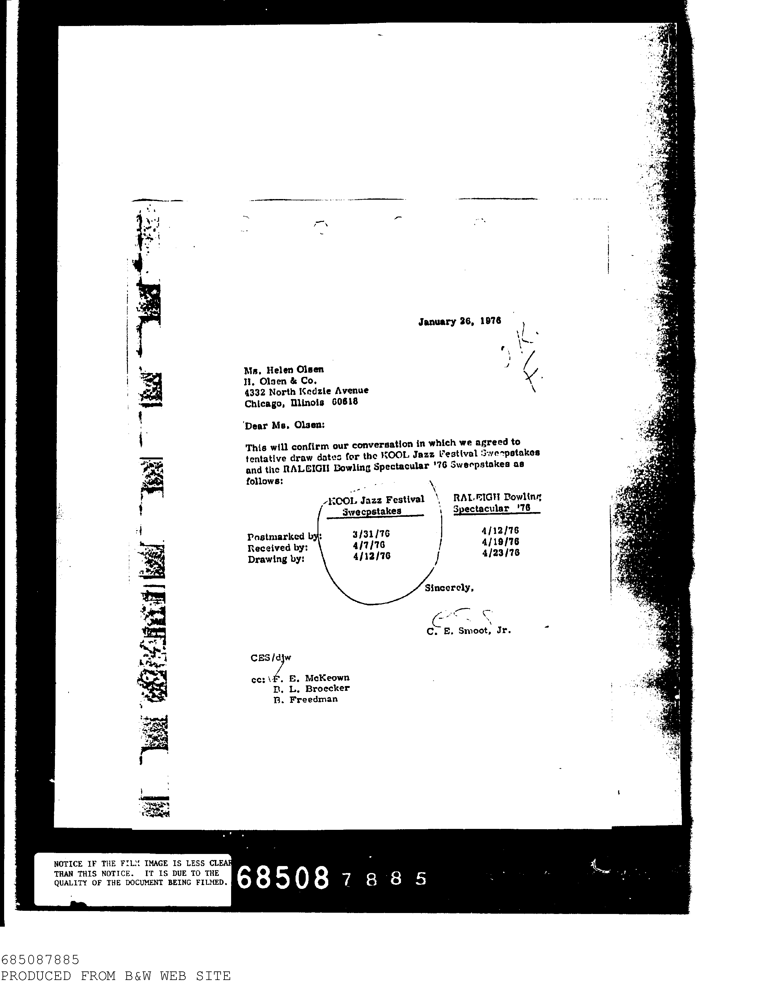 January 26, 1976
O.K.
Ms. Helen Olsen
H. Olsen & Co.
4332 North Kedzie Avenue
Chicago, Illinois 60618
Dear Ms. Olsen:
This will confirm our conversation in which we agreed to
tentative draw dates for the KOOL Jazz Festival Sweepstakes
and the RALEIGH Bowling Spectacular '76 Sweepstakes as
follows:
KOOL Jazz Festival RALEIGH Bowling
Sweepstakes Spectacular '76
Postmarked by: 3/31/76 4/12/76
Received by: 4/7/76 4/19/76
Drawing by: 4/12/76 4/23/76
Sincerely,
C. E. Smoot, Jr.
CES/djw
cc: F. E. McKeown
D. L. Broecker
B. Freedman
NOTICE IF THE FILM IMAGE IS LESS CLEAR
THAN THIS NOTICE. IT IS DUE TO THE
QUALITY OF THE DOCUMENT BEING FILMED.
68508 7885
685087885
PRODUCED FROM B&W WEB SITE